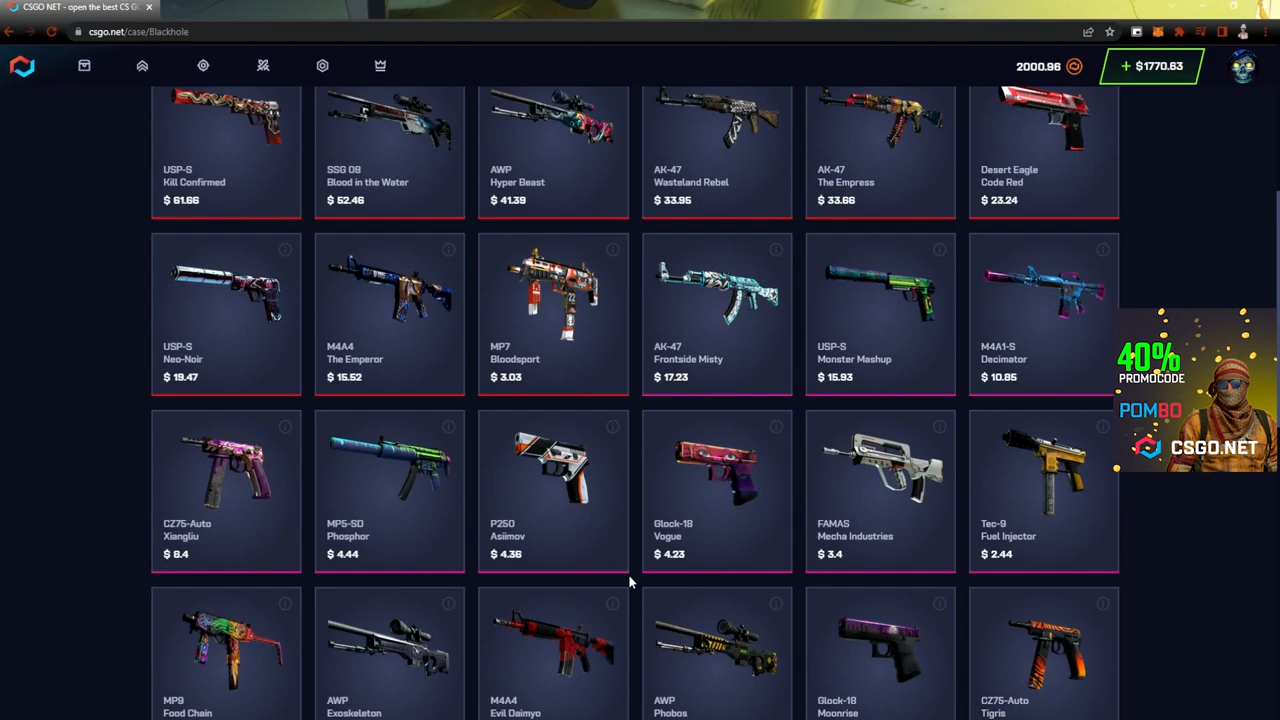 CSGO NET - open the best CS G
csgo.net/case/Blackhole
2000.96
+ $1770.63
USP-S
Kill Confirmed
$ 61.66
SSG 08
Blood in the Water
$ 52.46
AWP
Hyper Beast
$ 41.39
AK-47
Wasteland Rebel
$ 33.95
AK-47
The Empress
$ 33.66
Desert Eagle
Code Red
$ 23.24
USP-S
Neo-Noir
$ 19.47
M4A4
The Emperor
$ 15.52
MP7
Bloodsport
$ 3.03
AK-47
Frontside Misty
$ 17.23
USP-S
Monster Mashup
$ 15.93
M4A1-S
Decimator
$ 10.85
40%
PROMOCODE
POMBO
CSGO.NET
CZ75-Auto
Xiangliu
$ 8.4
MP5-SD
Phosphor
$ 4.44
P250
Asiimov
$ 4.36
Glock-18
Vogue
$ 4.23
FAMAS
Mecha Industries
$ 3.4
Tec-9
Fuel Injector
$ 2.44
MP9
Food Chain
AWP
Exoskeleton
M4A4
Evil Daimyo
AWP
Phobos
Glock-18
Moonrise
CZ75-Auto
Tigris